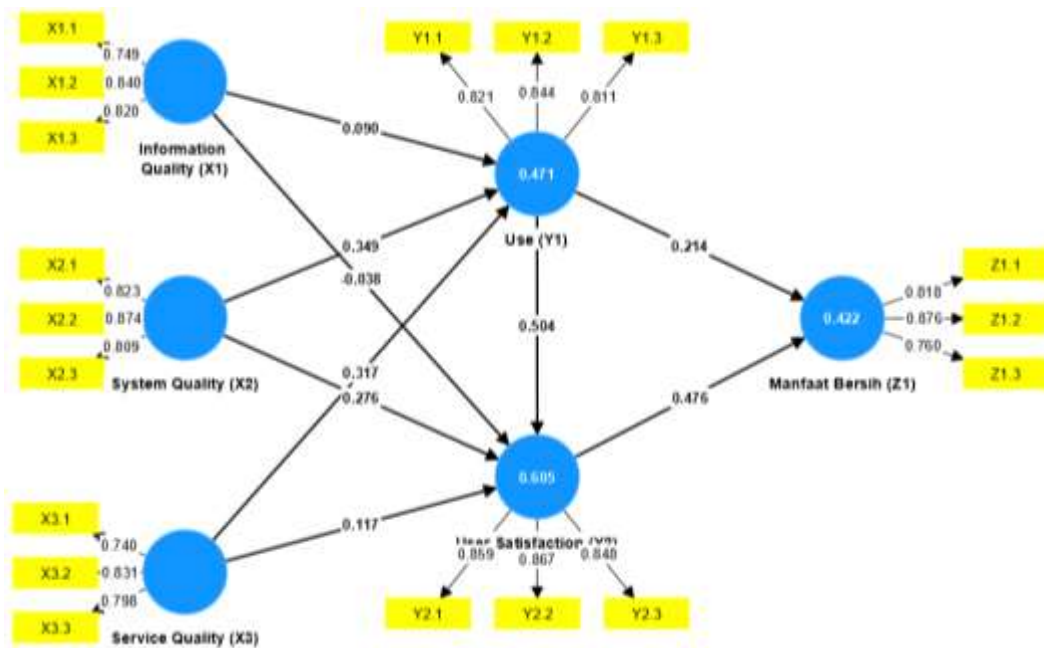 X1.1
0.749
X1.2
0.840
0.820
X1.3
Information
Quality (X1)
Y1.1
Y1.2
Y1.3
0.821
0.844
0.811
0.090
0.471
Use (Y1)
0.349
-0.838
0.214
X2.1
0.823
X2.2
0.874
0.809
X2.3
System Quality (X2)
0.504
0.317
0.276
0.422
Manfaat Bersih (Z1)
Z1.1
0.818
Z1.2
0.876
0.760
Z1.3
0.476
0.605
0.117
User Satisfaction (Y2)
0.859
0.867
0.848
Y2.1
Y2.2
Y2.3
X3.1
0.740
X3.2
0.831
0.798
X3.3
Service Quality (X3)